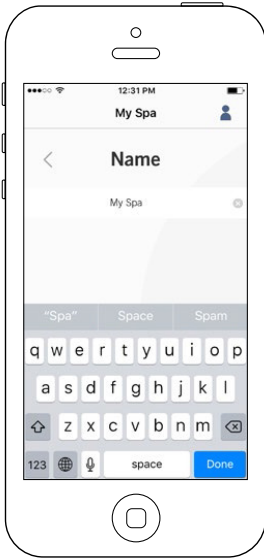 12:31 PM
My Spa
Name
My Spa
"Spa" Space Spam
q w e r t y u i o p
a s d f g h j k l
z x c v b n m
123 space Done